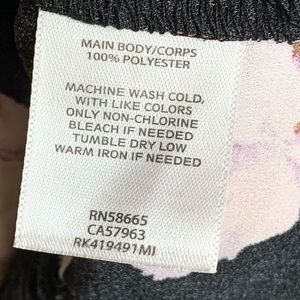 MAIN BODY/CORPS
100% POLYESTER
MACHINE WASH COLD,
WITH LIKE COLORS
ONLY NON-CHLORINE
BLEACH IF NEEDED
TUMBLE DRY LOW
WARM IRON IF NEEDED
RN58665
CA57963
RK419491MI